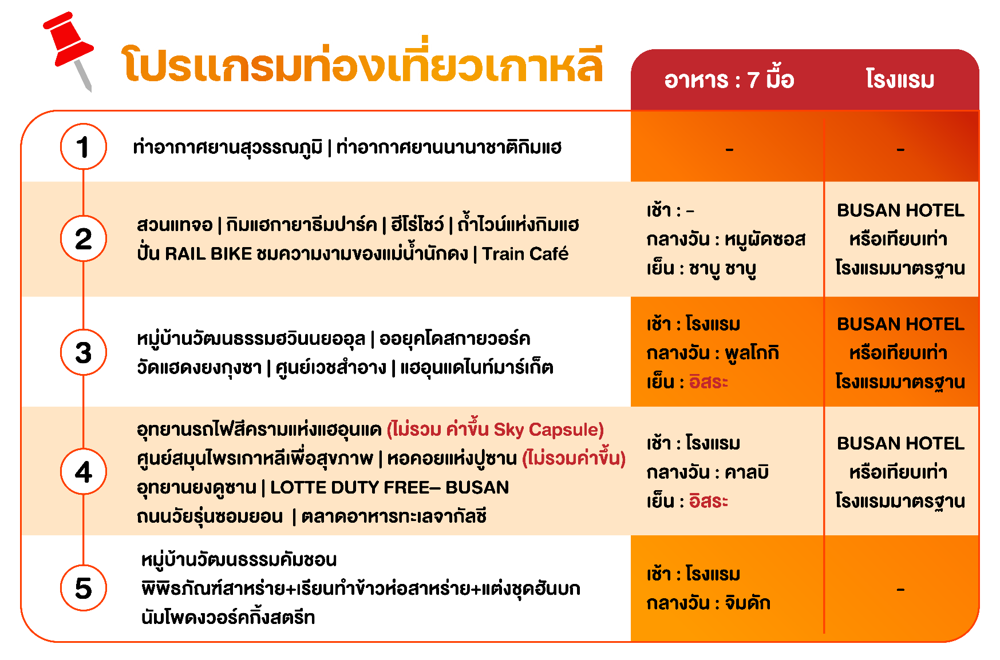 โปรแกรมท่องเที่ยวเกาหลี
อาหาร : 7 มื้อ
โรงแรม
1
ท่าอากาศยานสุวรรณภูมิ | ท่าอากาศยานนานาชาติกิมแฮ
-
-
2
สวนแทจอ | กิมแฮกายาธีมปาร์ค | ฮีโร่โชว์ | ถ้ำไวน์แห่งกิมแฮ
ปั่น RAIL BIKE ชมความงามของแม่น้ำนักดง | Train Café
เช้า : -
กลางวัน : หมูผัดซอส
เย็น : ชาบู ชาบู
BUSAN HOTEL
หรือเทียบเท่า
โรงแรมมาตรฐาน
3
หมู่บ้านวัฒนธรรมฮวินนยออุล | ออยุคโดสกายวอร์ค
วัดแฮดงยงกุงซา | ศูนย์เวชสำอาง | แฮอุนแดไนท์มาร์เก็ต
เช้า : โรงแรม
กลางวัน : พูลโกกิ
เย็น : อิสระ
BUSAN HOTEL
หรือเทียบเท่า
โรงแรมมาตรฐาน
4
อุทยานรถไฟสีครามแห่งแฮอุนแด (ไม่รวม ค่าขึ้น Sky Capsule)
ศูนย์สมุนไพรเกาหลีเพื่อสุขภาพ | หอคอยแห่งปูซาน (ไม่รวมค่าขึ้น)
อุทยานยงดูซาน | LOTTE DUTY FREE– BUSAN
ถนนวัยรุ่นซอมยอน | ตลาดอาหารทะเลจากัลชี
เช้า : โรงแรม
กลางวัน : คาลบิ
เย็น : อิสระ
BUSAN HOTEL
หรือเทียบเท่า
โรงแรมมาตรฐาน
5
หมู่บ้านวัฒนธรรมคัมชอน
พิพิธภัณฑ์สาหร่าย+เรียนทำข้าวห่อสาหร่าย+แต่งชุดฮันบก
นัมโพดงวอร์คกิ้งสตรีท
เช้า : โรงแรม
กลางวัน : จิมดัก
-